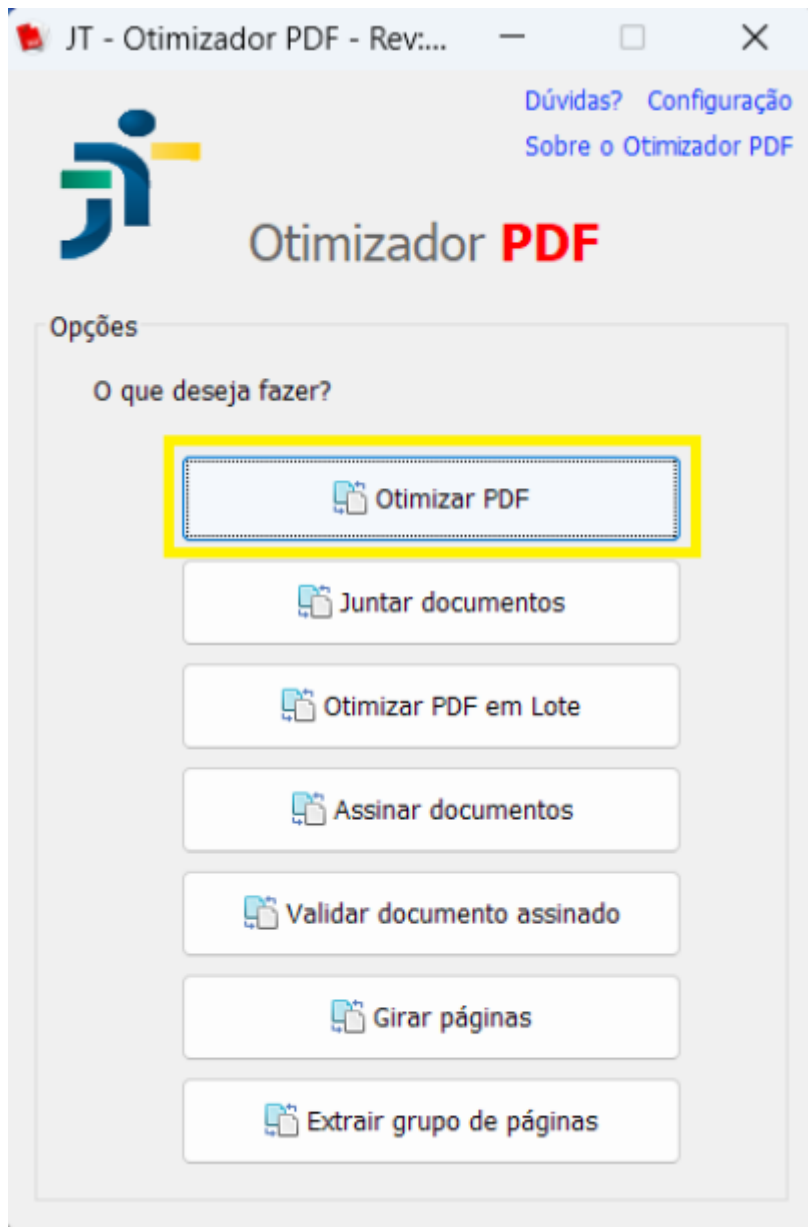 JT - Otimizador PDF - Rev:...
Dúvidas? Configuração
Sobre o Otimizador PDF
Otimizador PDF
Opções
O que deseja fazer?
Otimizar PDF
Juntar documentos
Otimizar PDF em Lote
Assinar documentos
Validar documento assinado
Girar páginas
Extrair grupo de páginas